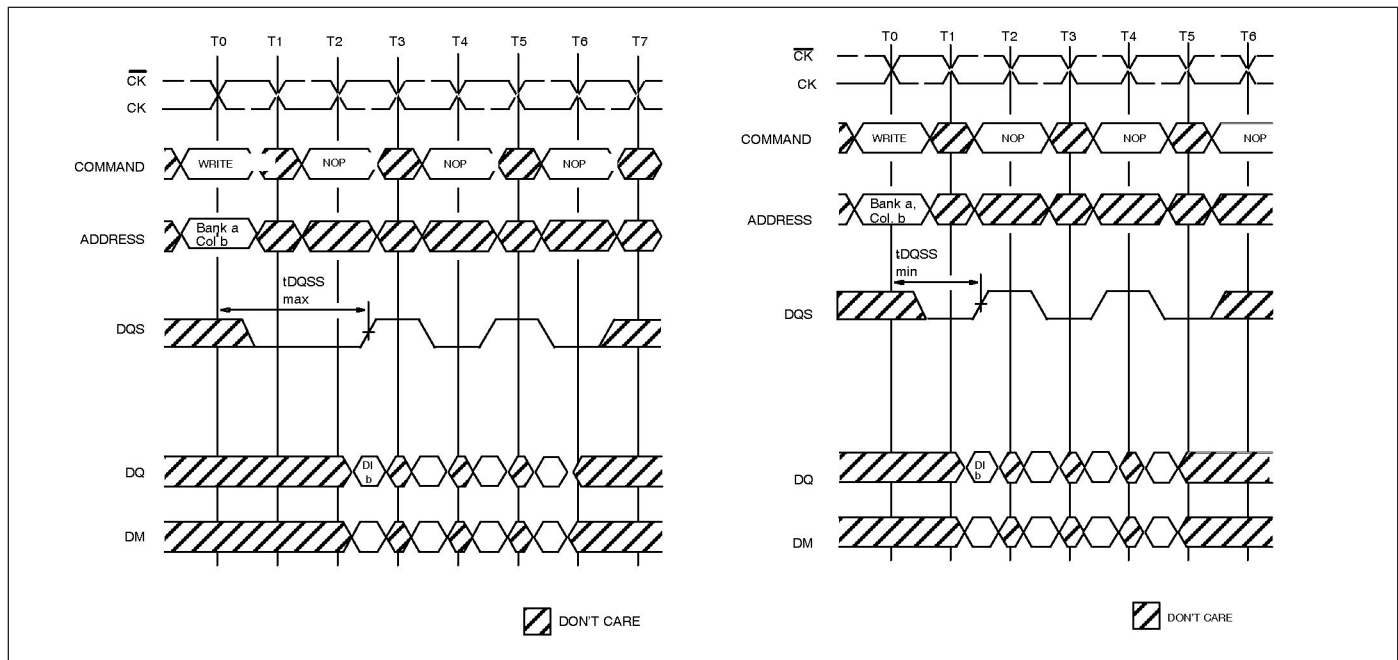 T0 T1 T2 T3 T4 T5 T6 T7
CK
CK
COMMAND WRITE NOP NOP NOP
ADDRESS Bank a
Col b
tDQSS
max
DQS
DQ DI
b
DM
DON'T CARE
T0 T1 T2 T3 T4 T5 T6
CK
CK
COMMAND WRITE NOP NOP NOP
ADDRESS Bank a,
Col. b
tDQSS
min
DQS
DQ DI
b
DM
DON'T CARE